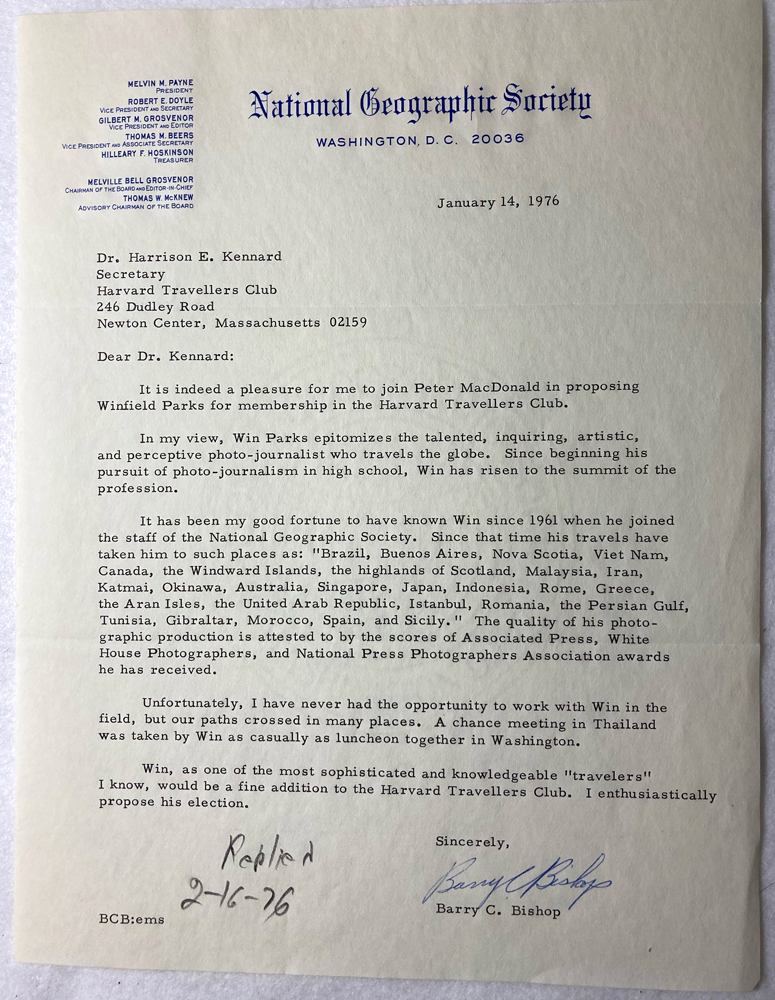 MELVIN M. PAYNE
PRESIDENT
ROBERT E. DOYLE
VICE PRESIDENT AND SECRETARY
GILBERT M. GROSVENOR
VICE PRESIDENT AND EDITOR
THOMAS M. BEERS
VICE PRESIDENT AND ASSOCIATE SECRETARY
HILLEARY F. HOSKINSON
TREASURER
MELVILLE BELL GROSVENOR
CHAIRMAN OF THE BOARD AND EDITOR-IN-CHIEF
THOMAS W. McKNEW
ADVISORY CHAIRMAN OF THE BOARD
National Geographic Society
WASHINGTON, D. C. 20036
January 14, 1976
Dr. Harrison E. Kennard
Secretary
Harvard Travellers Club
246 Dudley Road
Newton Center, Massachusetts 02159
Dear Dr. Kennard:
It is indeed a pleasure for me to join Peter MacDonald in proposing
Winfield Parks for membership in the Harvard Travellers Club.
In my view, Win Parks epitomizes the talented, inquiring, artistic,
and perceptive photo-journalist who travels the globe. Since beginning his
pursuit of photo-journalism in high school, Win has risen to the summit of the
profession.
It has been my good fortune to have known Win since 1961 when he joined
the staff of the National Geographic Society. Since that time his travels have
taken him to such places as: "Brazil, Buenos Aires, Nova Scotia, Viet Nam,
Canada, the Windward Islands, the highlands of Scotland, Malaysia, Iran,
Katmai, Okinawa, Australia, Singapore, Japan, Indonesia, Rome, Greece,
the Aran Isles, the United Arab Republic, Istanbul, Romania, the Persian Gulf,
Tunisia, Gibraltar, Morocco, Spain, and Sicily." The quality of his photo-
graphic production is attested to by the scores of Associated Press, White
House Photographers, and National Press Photographers Association awards
he has received.
Unfortunately, I have never had the opportunity to work with Win in the
field, but our paths crossed in many places. A chance meeting in Thailand
was taken by Win as casually as luncheon together in Washington.
Win, as one of the most sophisticated and knowledgeable "travelers"
I know, would be a fine addition to the Harvard Travellers Club. I enthusiastically
propose his election.
Sincerely,
Barry C Bishop
Barry C. Bishop
Replied
2-16-76
BCB:ems